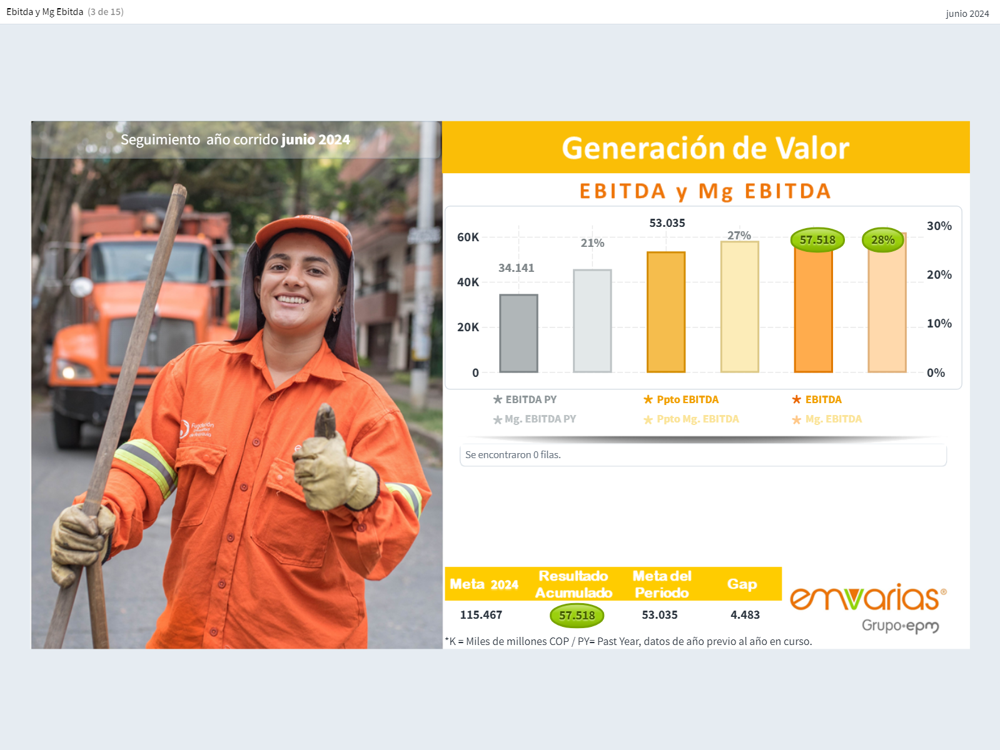 Ebitda y Mg Ebitda (3 de 15)
junio 2024
Seguimiento año corrido junio 2024
Generación de Valor
EBITDA y Mg EBITDA
60K
40K
20K
0
34.141
21%
53.035
27%
57.518
28%
30%
20%
10%
0%
EBITDA PY
Ppto EBITDA
EBITDA
Mg. EBITDA PY
Ppto Mg. EBITDA
Mg. EBITDA
Se encontraron 0 filas.
Meta 2024
Resultado Acumulado
Meta del Periodo
Gap
115.467
57.518
53.035
4.483
emvarias®
Grupo·epm
*K = Miles de millones COP / PY= Past Year, datos de año previo al año en curso.